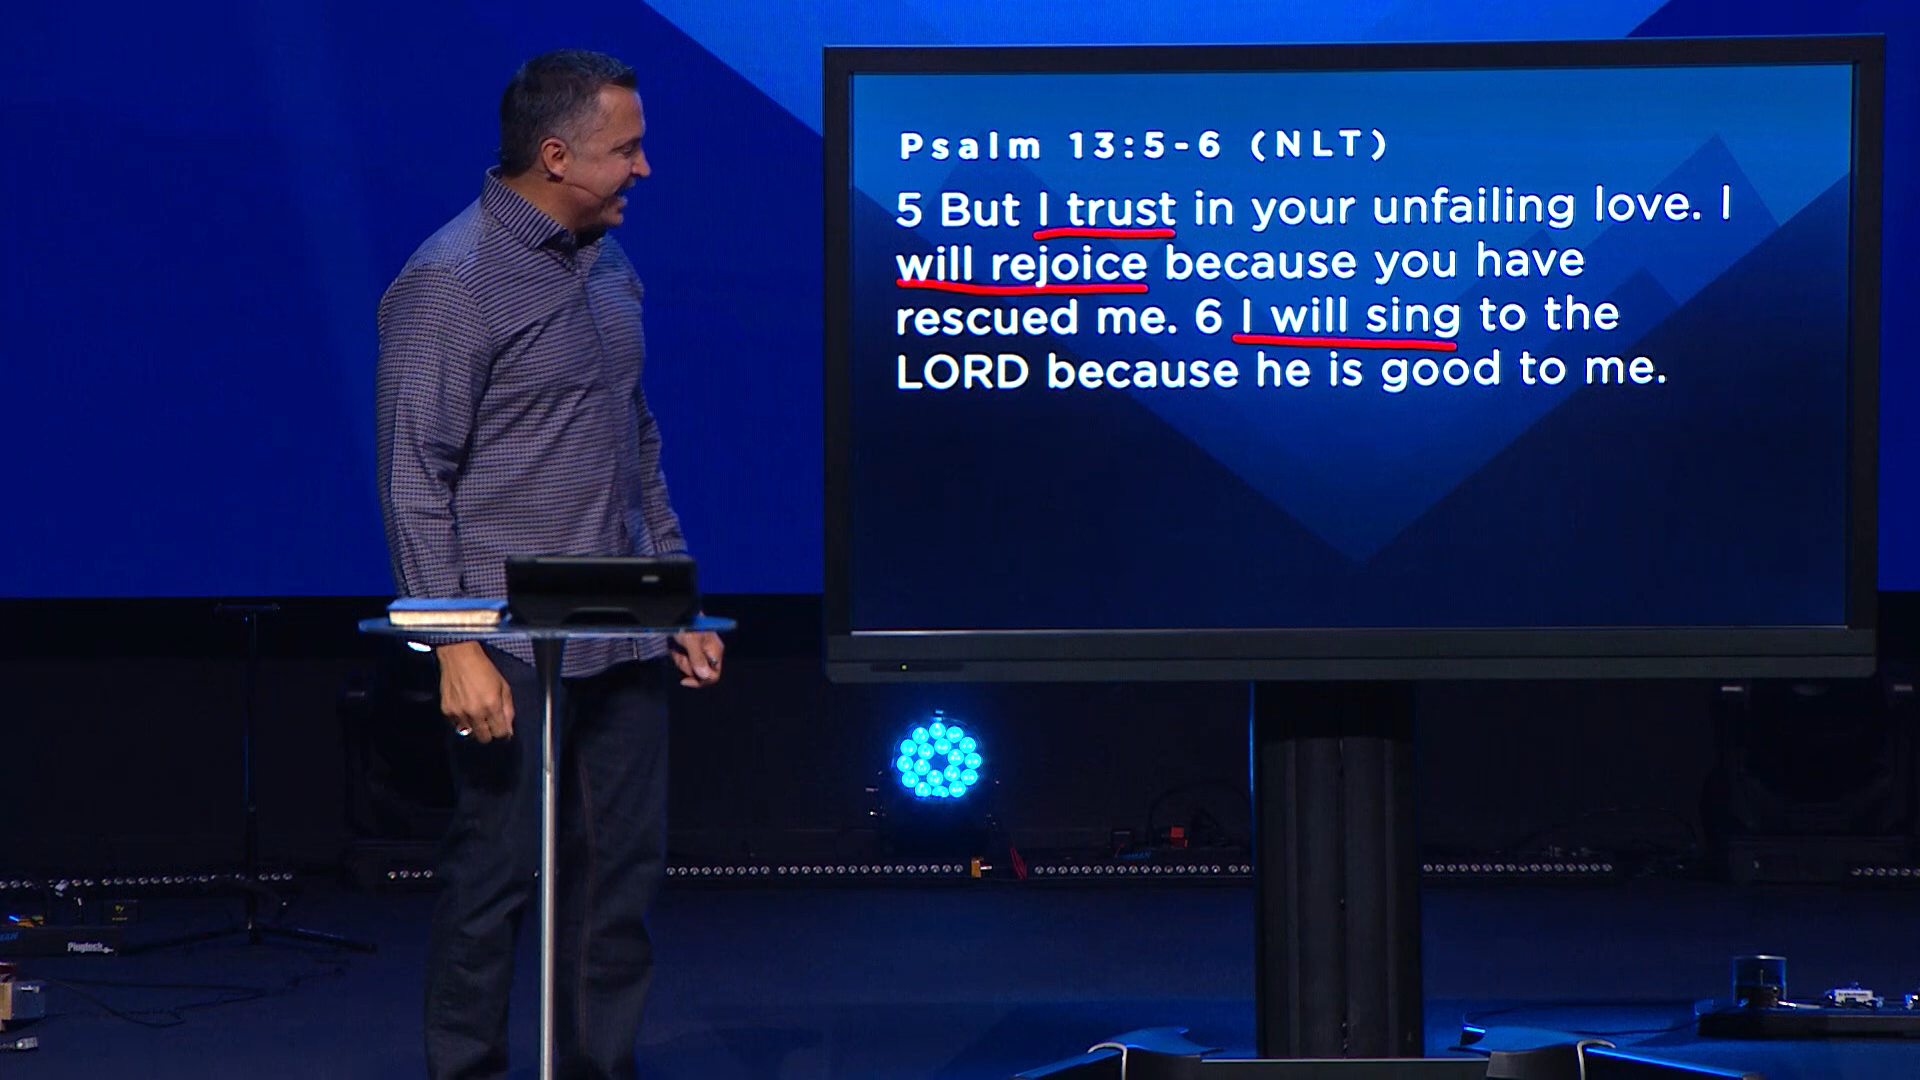 Psalm 13:5-6 (NLT)
5 But I trust in your unfailing love. I
will rejoice because you have
rescued me. 6 I will sing to the
LORD because he is good to me.